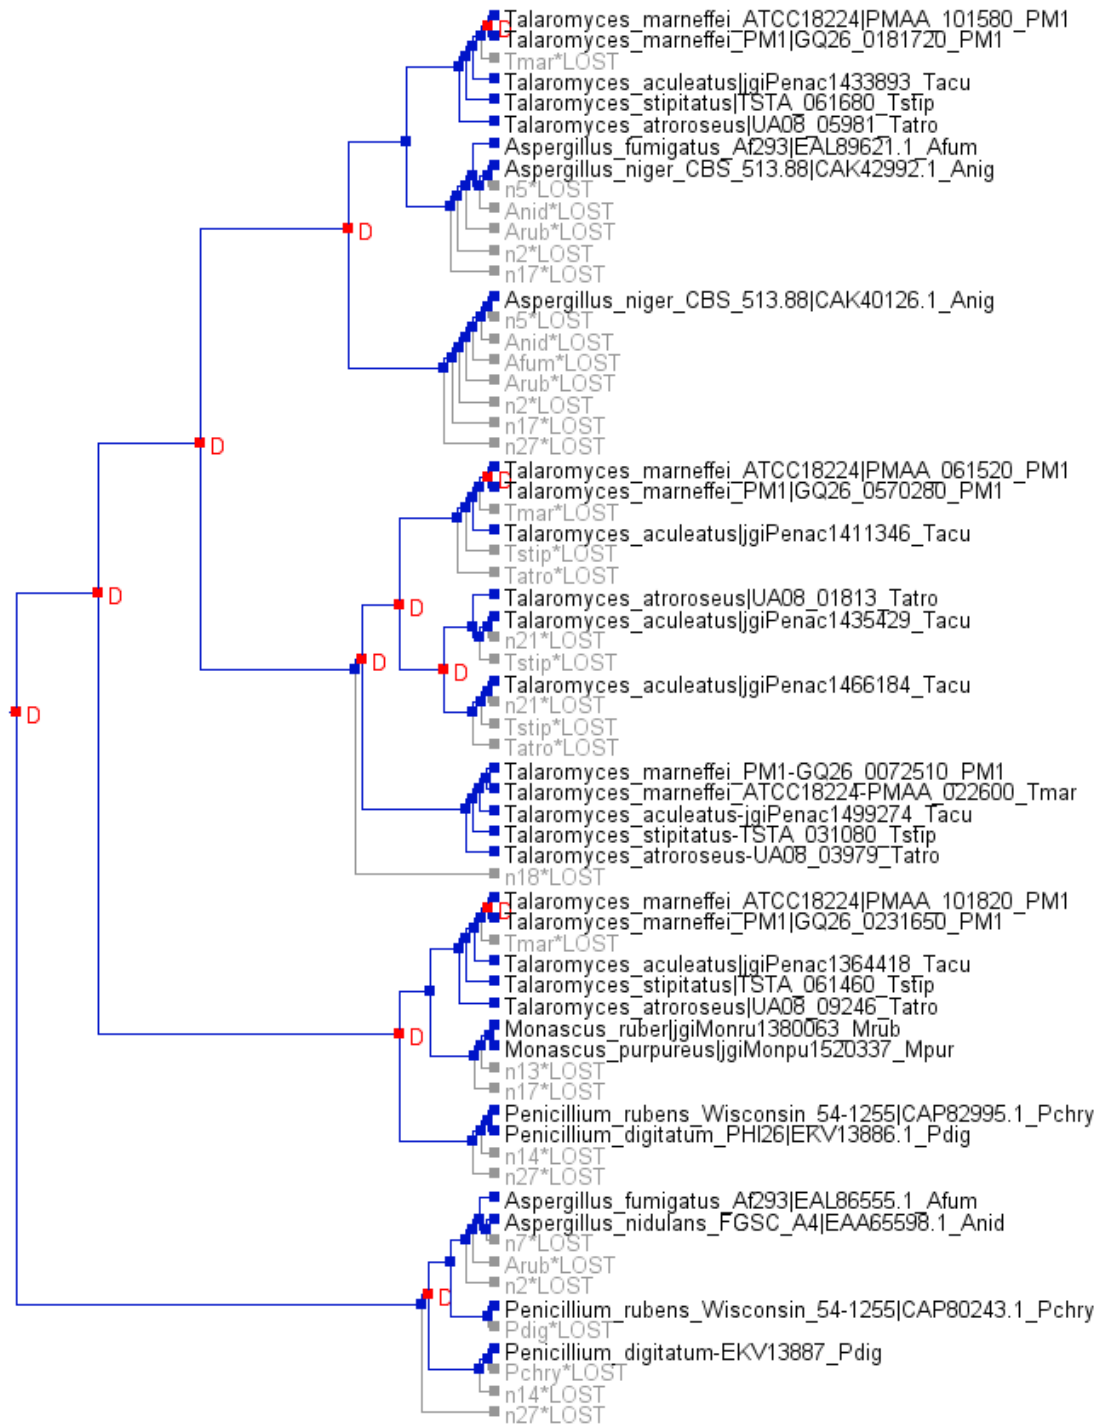 Talaromyces_marneffei_ATCC18224|PMAA_101580_PM1
D
Talaromyces_marneffei_PM1|GQ26_0181720_PM1
Tmar*LOST
Talaromyces_aculeatus|jgiPenac1433893_Tacu
Talaromyces_stipitatus|TSTA_061680_Tstip
Talaromyces_atroroseus|UA08_05981_Tatro
Aspergillus_fumigatus_Af293|EAL89621.1_Afum
Aspergillus_niger_CBS_513.88|CAK42992.1_Anig
n5*LOST
Anid*LOST
D
Arub*LOST
n2*LOST
n17*LOST
Aspergillus_niger_CBS_513.88|CAK40126.1_Anig
n5*LOST
Anid*LOST
Afum*LOST
Arub*LOST
n2*LOST
n17*LOST
D
n27*LOST
Talaromyces_marneffei_ATCC18224|PMAA_061520_PM1
D
Talaromyces_marneffei_PM1|GQ26_0570280_PM1
Tmar*LOST
Talaromyces_aculeatus|jgiPenac1411346_Tacu
Tstip*LOST
Tatro*LOST
D
Talaromyces_atroroseus|UA08_01813_Tatro
D
Talaromyces_aculeatus|jgiPenac1435429_Tacu
n21*LOST
D
Tstip*LOST
D
Talaromyces_aculeatus|jgiPenac1466184_Tacu
n21*LOST
D
Tstip*LOST
Tatro*LOST
Talaromyces_marneffei_PM1-GQ26_0072510_PM1
Talaromyces_marneffei_ATCC18224-PMAA_022600_Tmar
Talaromyces_aculeatus-jgiPenac1499274_Tacu
Talaromyces_stipitatus-TSTA_031080_Tstip
Talaromyces_atroroseus-UA08_03979_Tatro
n18*LOST
Talaromyces_marneffei_ATCC18224|PMAA_101820_PM1
D
Talaromyces_marneffei_PM1|GQ26_0231650_PM1
Tmar*LOST
Talaromyces_aculeatus|jgiPenac1364418_Tacu
Talaromyces_stipitatus|TSTA_061460_Tstip
Talaromyces_atroroseus|UA08_09246_Tatro
Monascus_ruber|jgiMonru1380063_Mrub
D
Monascus_purpureus|jgiMonpu1520337_Mpur
n13*LOST
n17*LOST
Penicillium_rubens_Wisconsin_54-1255|CAP82995.1_Pchry
Penicillium_digitatum_PHI26|EKV13886.1_Pdig
n14*LOST
n27*LOST
Aspergillus_fumigatus_Af293|EAL86555.1_Afum
Aspergillus_nidulans_FGSC_A4|EAA65598.1_Anid
n7*LOST
Arub*LOST
n2*LOST
D
Penicillium_rubens_Wisconsin_54-1255|CAP80243.1_Pchry
Pdig*LOST
Penicillium_digitatum-EKV13887_Pdig
Pchry*LOST
n14*LOST
n27*LOST